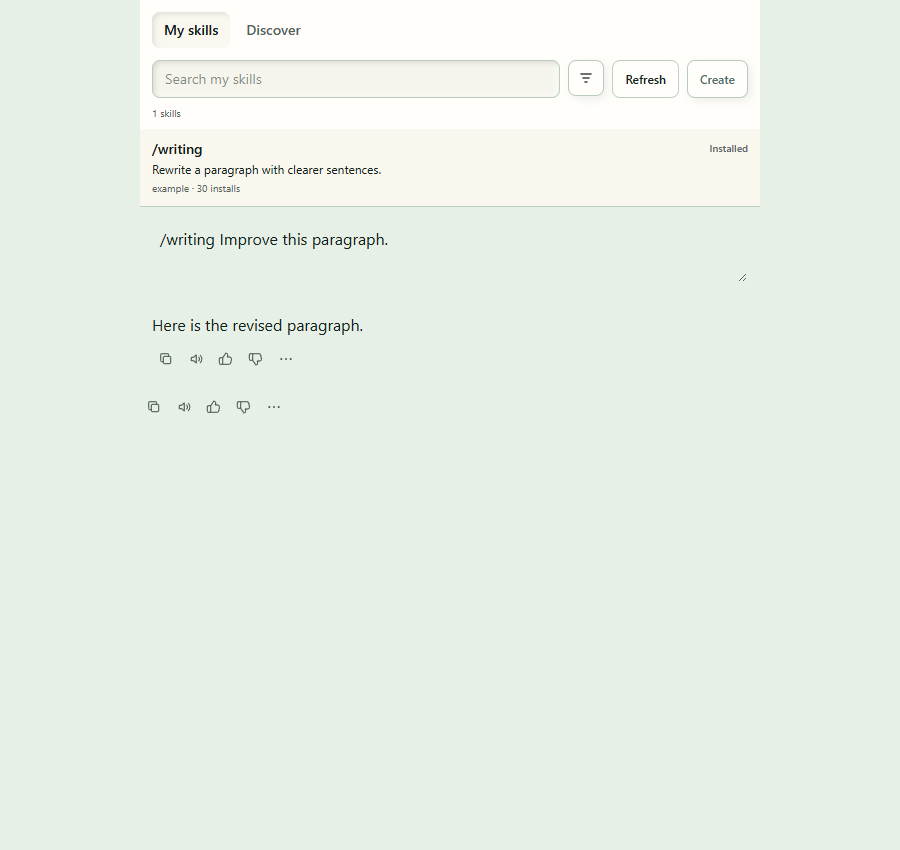 My skills
Discover
Search my skills
Refresh
Create
1 skills
/writing
Installed
Rewrite a paragraph with clearer sentences.
example · 30 installs
/writing Improve this paragraph.
Here is the revised paragraph.